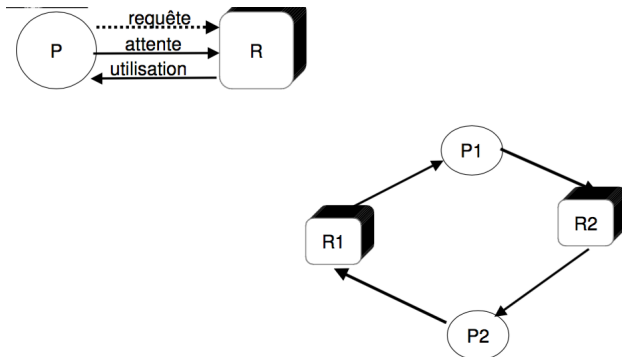 requête
P
attente
R
utilisation
P1
R2
R1
P2